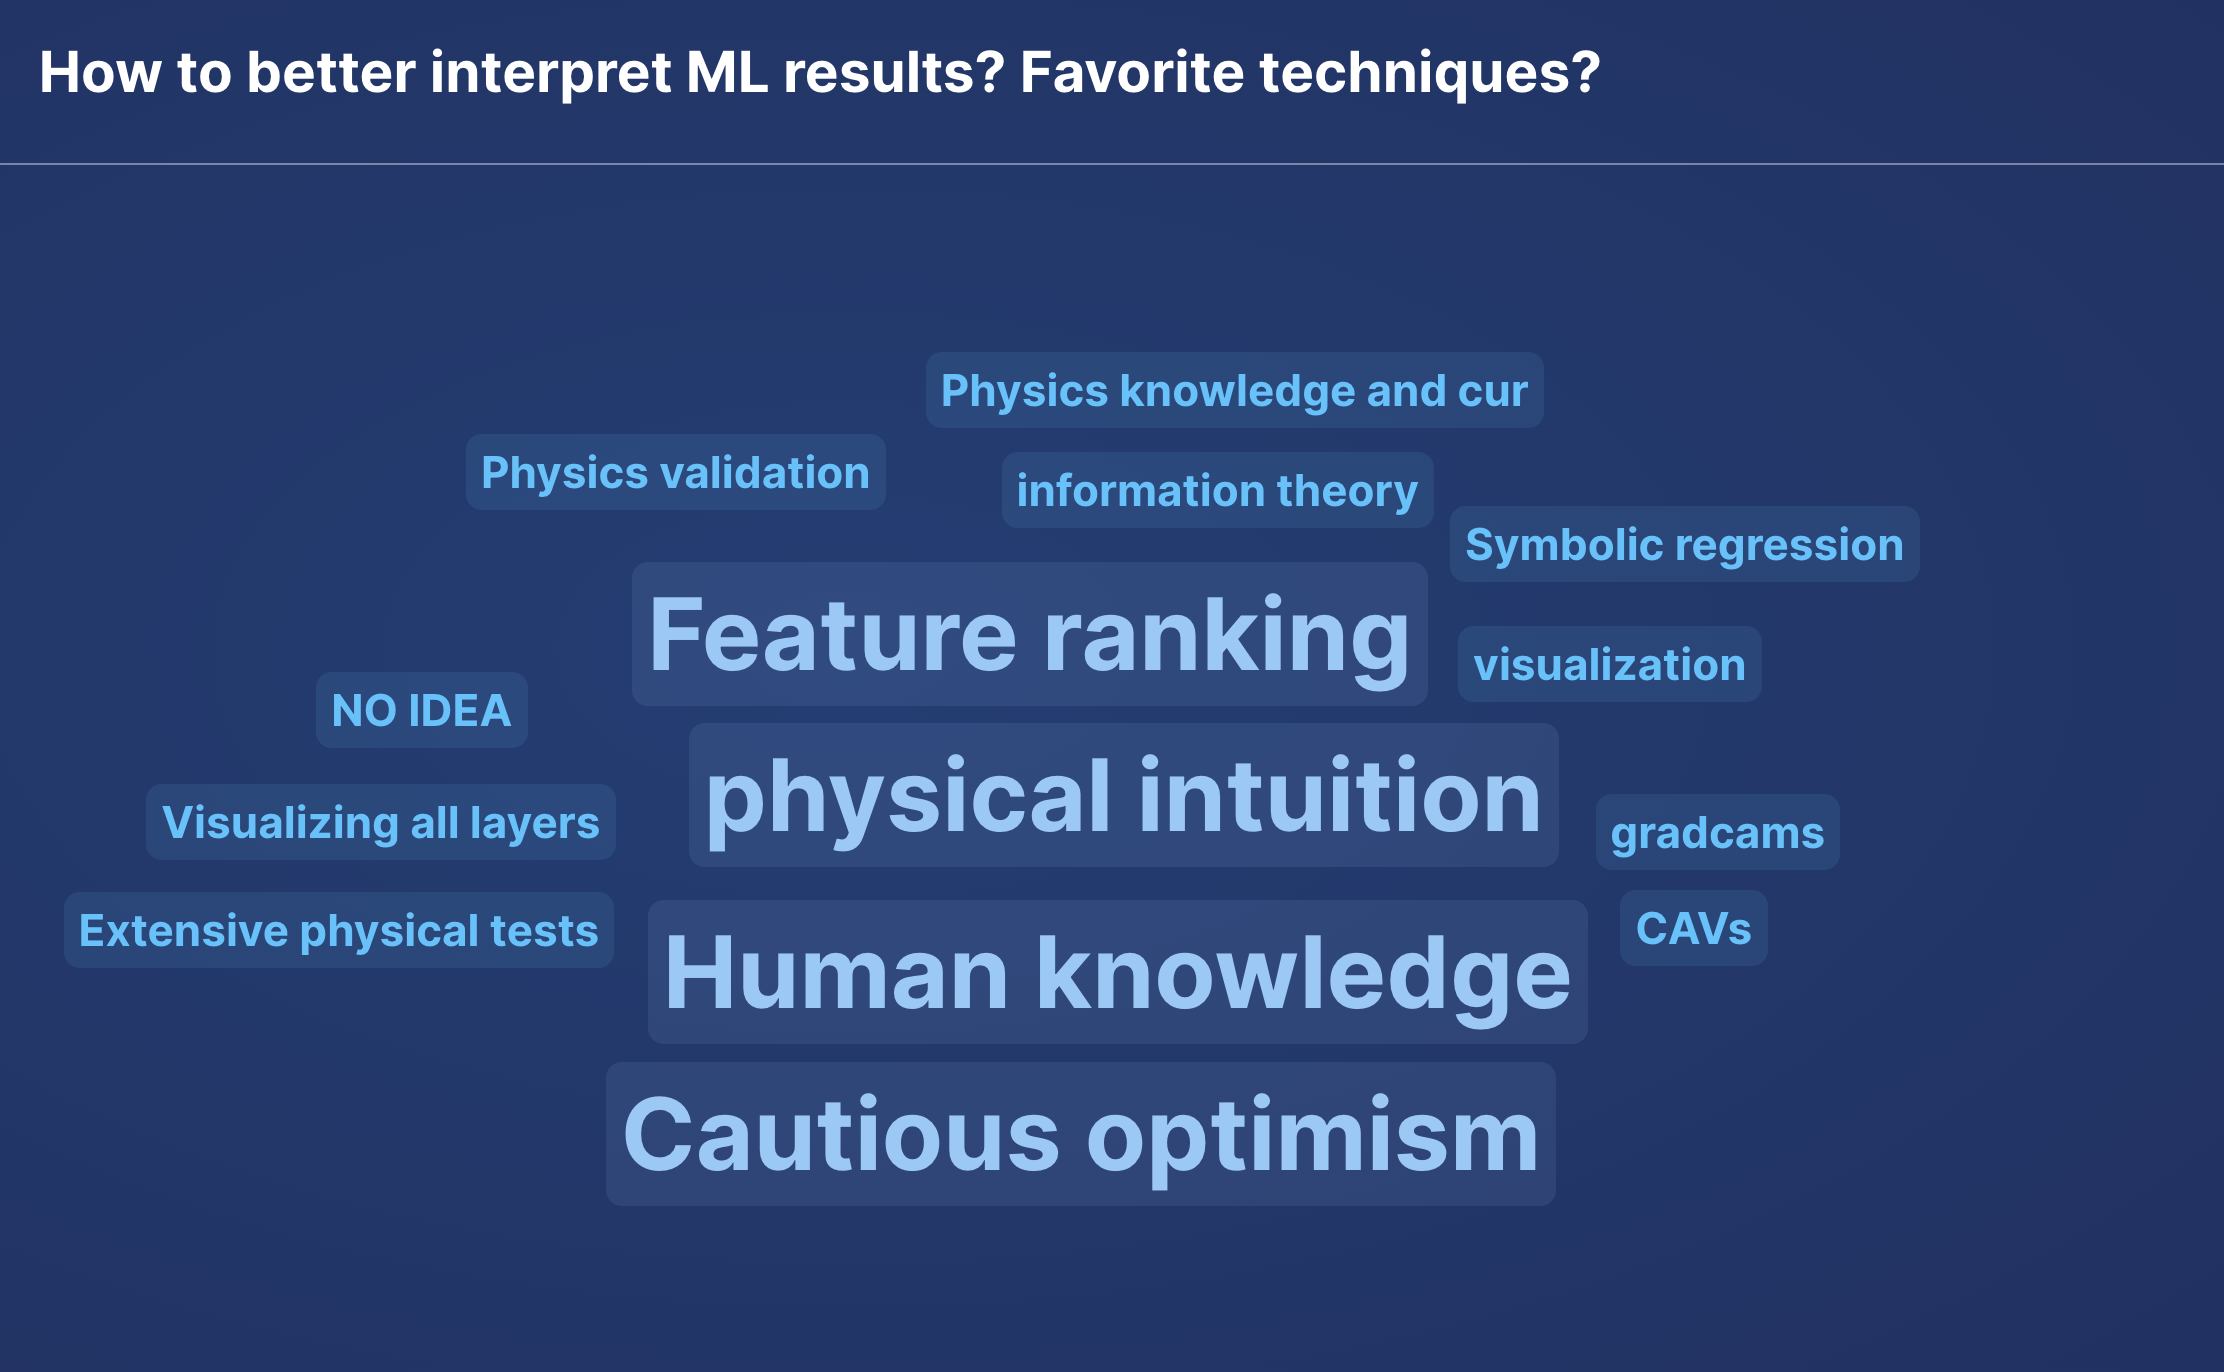 How to better interpret ML results? Favorite techniques?
Physics knowledge and cur
Physics validation
information theory
Symbolic regression
Feature ranking
visualization
NO IDEA
physical intuition
Visualizing all layers
gradcams
Extensive physical tests
CAVs
Human knowledge
Cautious optimism